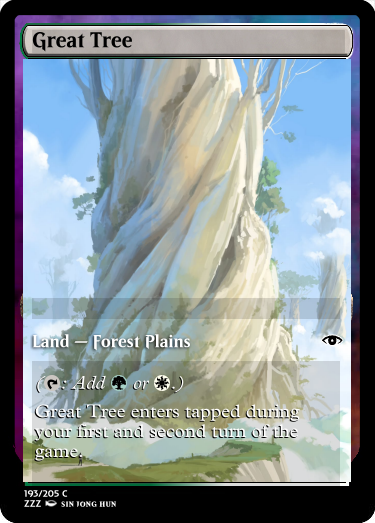 Great Tree
Land — Forest Plains
(: Add or .)
Great Tree enters tapped during
your first and second turn of the
game.
193/205 C
ZZZ SIN JONG HUN